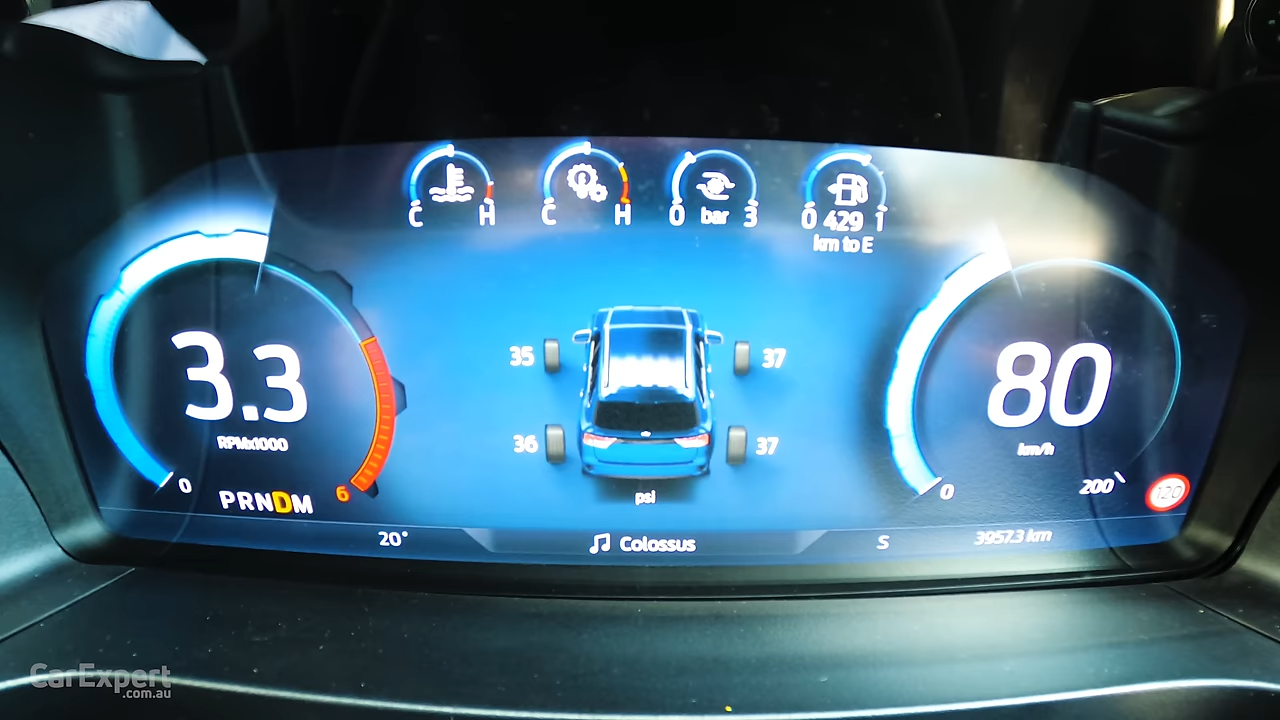 C H
C H
0 bar 3
0 429 1
km to E
3.3
RPMx1000
0
6
PRNDM
35
37
36
37
psi
80
km/h
0
200
120
20°
Colossus
S
3957.3 km
CarExpert
.com.au